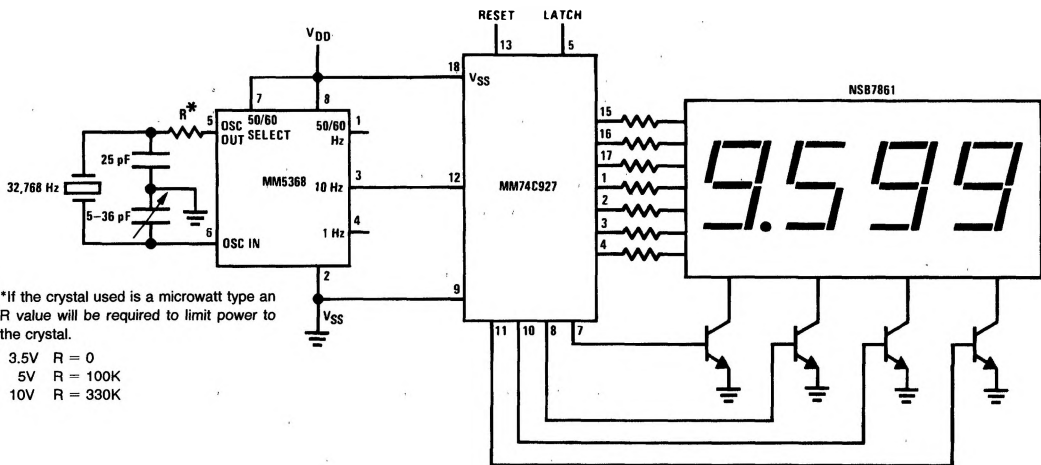 RESET LATCH
13 5
VDD
18
VSS
NSB7861
7 8
R*
5
OSC OUT
50/60 SELECT
50/60 Hz
1
25 pF
32,768 Hz
MM5368
10 Hz
3
12
MM74C927
5–36 pF
1 Hz
4
6
OSC IN
2
9
VSS
15
16
17
1
2
3
4
9.599
11 10 8 7
*If the crystal used is a microwatt type an
R value will be required to limit power to
the crystal.
3.5V R = 0
5V R = 100K
10V R = 330K